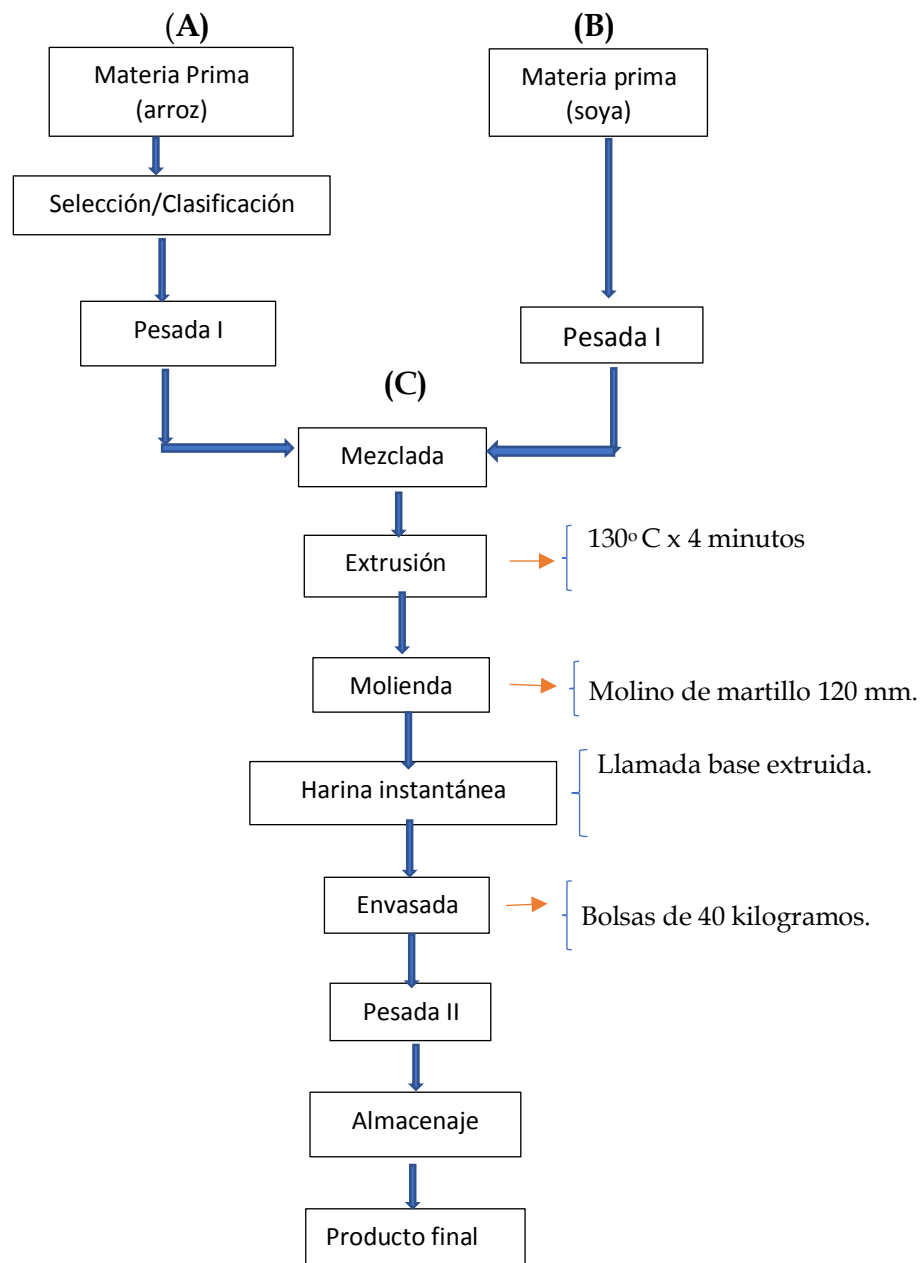 (A)
(B)
Materia Prima
(arroz)
Materia prima
(soya)
Selección/Clasificación
Pesada I
Pesada I
(C)
Mezclada
Extrusión
130º C x 4 minutos
Molienda
Molino de martillo 120 mm.
Harina instantánea
Llamada base extruida.
Envasada
Bolsas de 40 kilogramos.
Pesada II
Almacenaje
Producto final